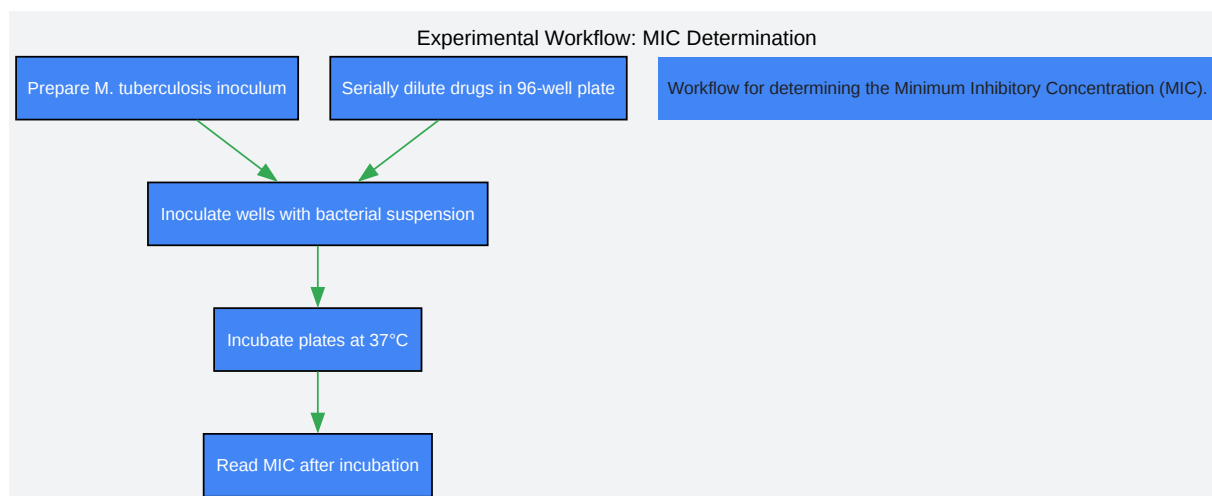 Experimental Workflow: MIC Determination
Prepare M. tuberculosis inoculum
Serially dilute drugs in 96-well plate
Workflow for determining the Minimum Inhibitory Concentration (MIC).
Inoculate wells with bacterial suspension
Incubate plates at 37°C
Read MIC after incubation